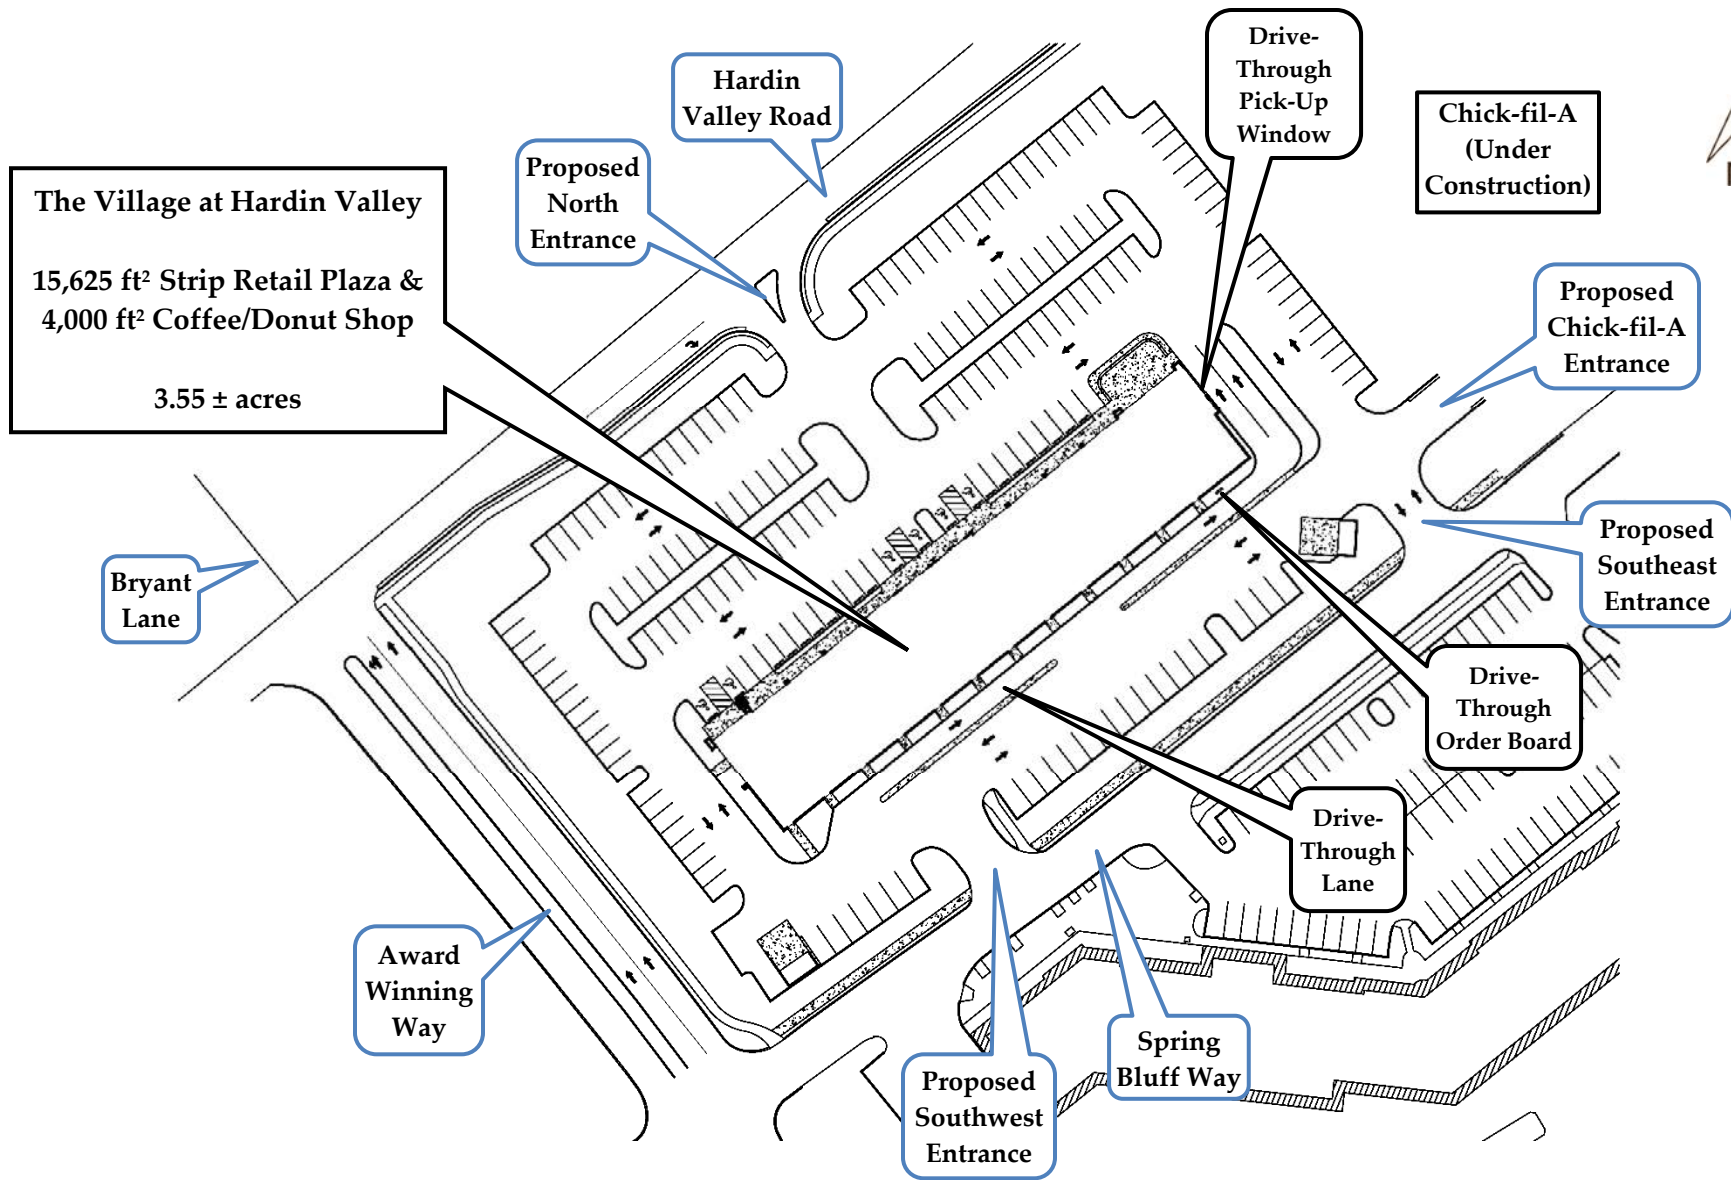 Drive-
Through
Pick-Up
Window
Hardin
Valley Road
Chick-fil-A
(Under
Construction)
Proposed
North
Entrance
The Village at Hardin Valley
15,625 ft² Strip Retail Plaza &
4,000 ft² Coffee/Donut Shop
3.55 ± acres
Proposed
Chick-fil-A
Entrance
Bryant
Lane
Proposed
Southeast
Entrance
Drive-
Through
Order Board
Drive-
Through
Lane
Award
Winning
Way
Spring
Bluff Way
Proposed
Southwest
Entrance